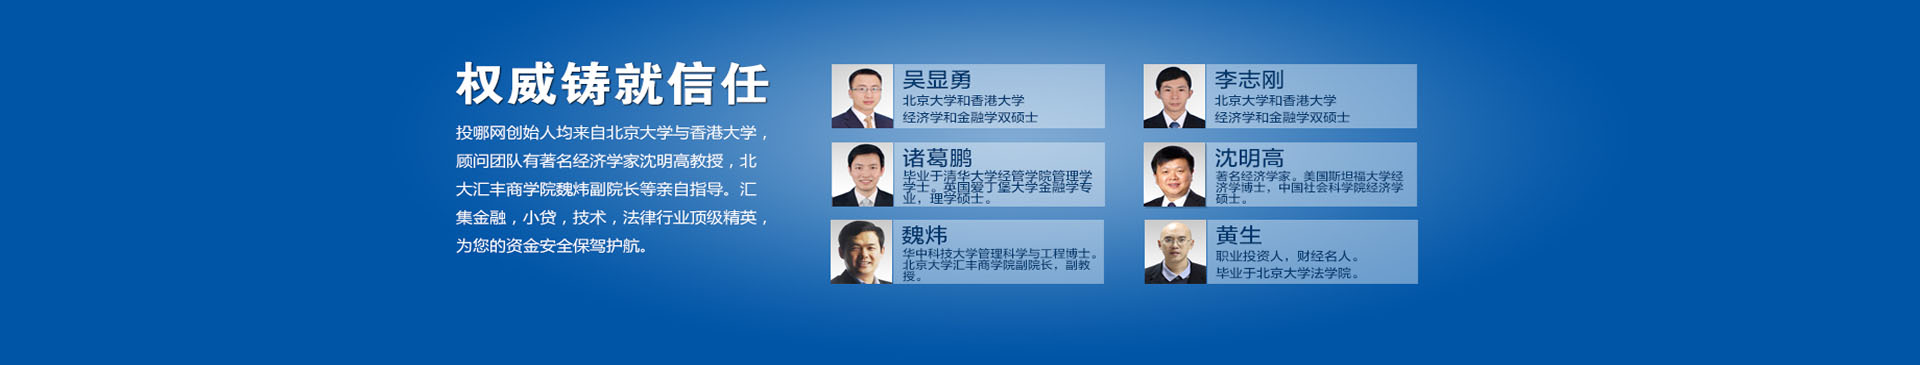 权威铸就信任
投哪网创始人均来自北京大学与香港大学，
顾问团队有著名经济学家沈明高教授，北
大汇丰商学院魏炜副院长等亲自指导。汇
集金融，小贷，技术，法律行业顶级精英，
为您的资金安全保驾护航。
吴显勇
北京大学和香港大学
经济学和金融学双硕士
李志刚
北京大学和香港大学
经济学和金融学双硕士
诸葛鹏
毕业于清华大学经管学院管理学
学士。英国爱丁堡大学金融学专
业，理学硕士。
沈明高
著名经济学家。美国斯坦福大学经
济学博士，中国社会科学院经济学
硕士。
魏炜
华中科技大学管理科学与工程博士。
北京大学汇丰商学院副院长，副教
授。
黄生
职业投资人，财经名人。
毕业于北京大学法学院。